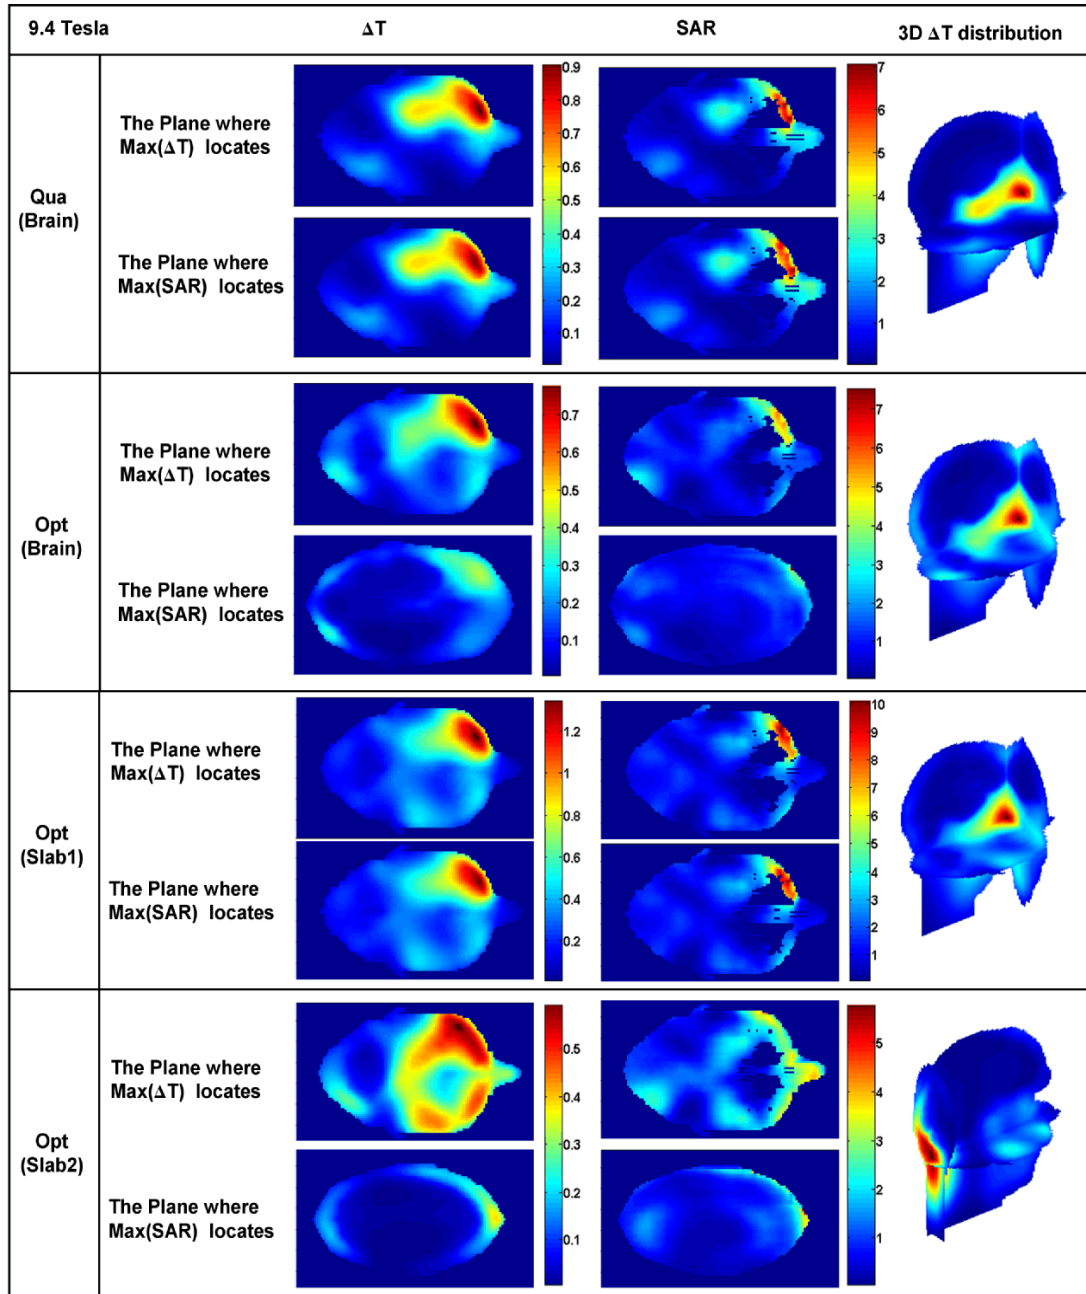 9.4 Tesla ΔT SAR 3D ΔT distribution
Qua
(Brain)
The Plane where
Max(ΔT) locates
The Plane where
Max(SAR) locates
0.9
0.8
0.7
0.6
0.5
0.4
0.3
0.2
0.1
7
6
5
4
3
2
1
Opt
(Brain)
The Plane where
Max(ΔT) locates
The Plane where
Max(SAR) locates
0.7
0.6
0.5
0.4
0.3
0.2
0.1
7
6
5
4
3
2
1
Opt
(Slab1)
The Plane where
Max(ΔT) locates
The Plane where
Max(SAR) locates
1.2
1
0.8
0.6
0.4
0.2
10
9
8
7
6
5
4
3
2
1
Opt
(Slab2)
The Plane where
Max(ΔT) locates
The Plane where
Max(SAR) locates
0.5
0.4
0.3
0.2
0.1
5
4
3
2
1